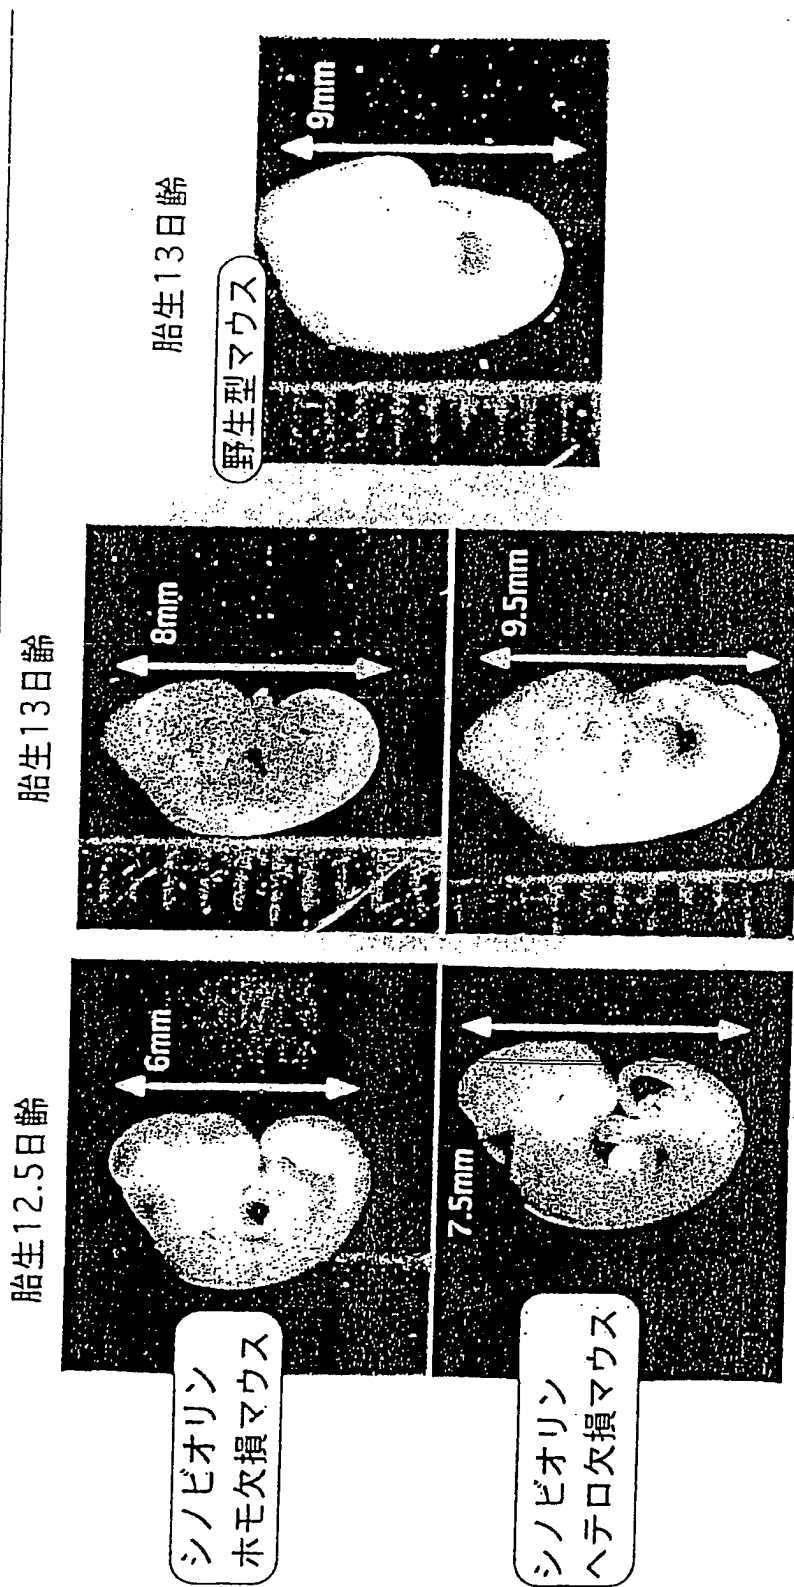 胎生12.5日齢
胎生13日齢
胎生13日齢
シノビオリン
ホモ欠損マウス
6mm
8mm
野生型マウス
9mm
シノビオリン
ヘテロ欠損マウス
7.5mm
9.5mm